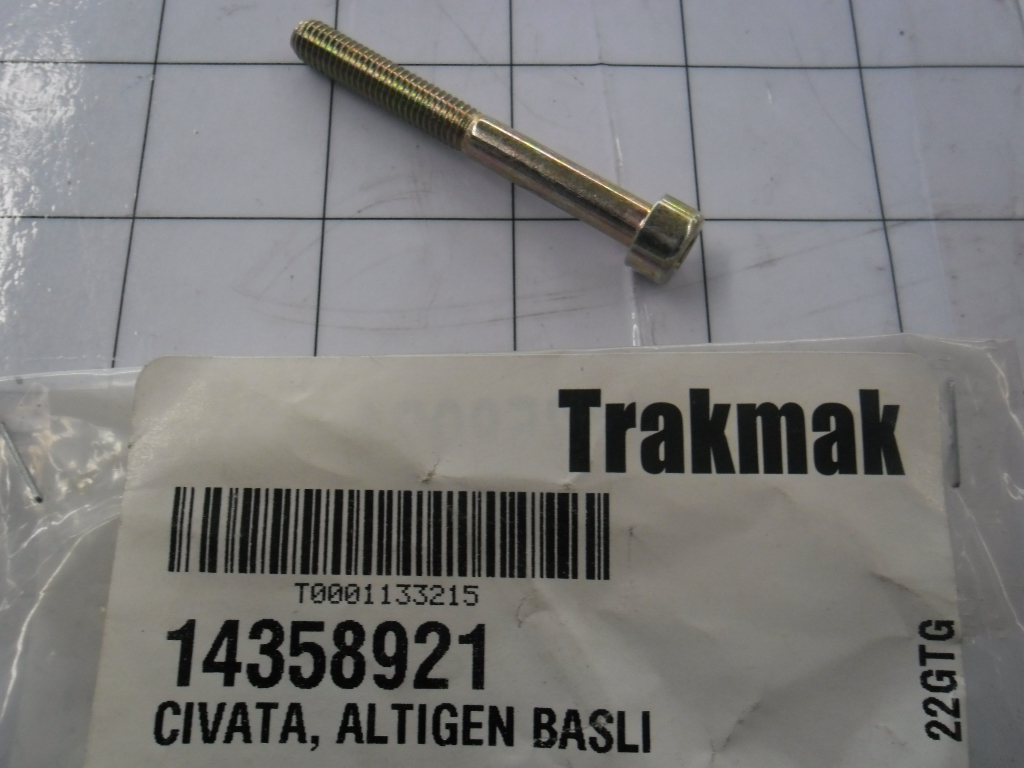 Trakmak
T0001133215
14358921
CIVATA, ALTIGEN BASLI
22GTG